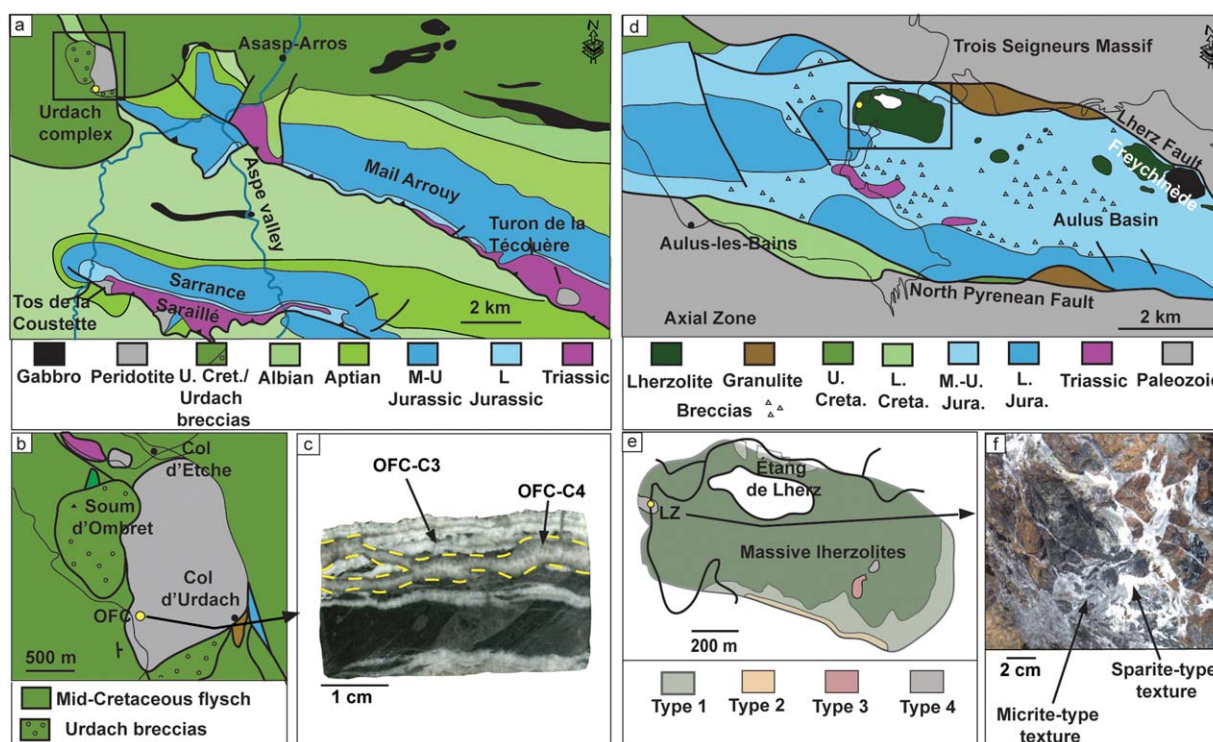 a
N
Asasp-Arros
Urdach
complex
Aspe valley
Mail Arrouy
Turon de la
Técouère
Sarrance
Tos de la
Coustette
Saraillé
2 km
Gabbro
Peridotite
U. Cret./
Urdach
breccias
Albian
Aptian
M-U
Jurassic
L
Jurassic
Triassic
d
N
Trois Seigneurs Massif
Lherz Fault
Freychinède
Aulus Basin
Aulus-les-Bains
North Pyrenean Fault
Axial Zone
2 km
Lherzolite
Granulite
U.
Creta.
L.
Creta.
M.-U.
Jura.
L.
Jura.
Triassic
Paleozoic
Breccias
b
Col
d'Etche
Soum
d'Ombret
Col
d'Urdach
OFC
500 m
Mid-Cretaceous flysch
Urdach breccias
c
OFC-C3
OFC-C4
1 cm
e
Étang
de Lherz
LZ
Massive lherzolites
200 m
Type 1
Type 2
Type 3
Type 4
f
2 cm
Sparite-type
texture
Micrite-type
texture